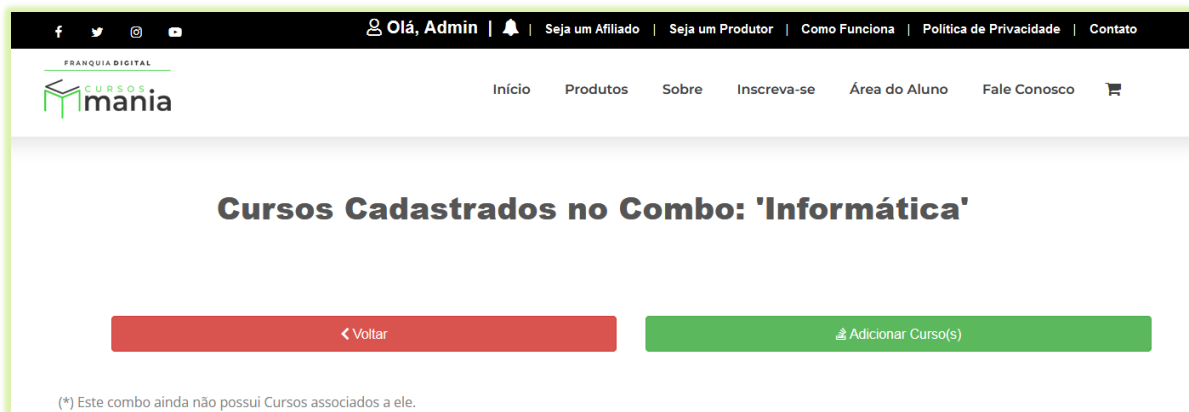 Olá, Admin | | Seja um Afiliado | Seja um Produtor | Como Funciona | Política de Privacidade | Contato
FRANQUIA DIGITAL
CURSOS
mania
Início Produtos Sobre Inscreva-se Área do Aluno Fale Conosco
Cursos Cadastrados no Combo: 'Informática'
Voltar
Adicionar Curso(s)
(*) Este combo ainda não possui Cursos associados a ele.